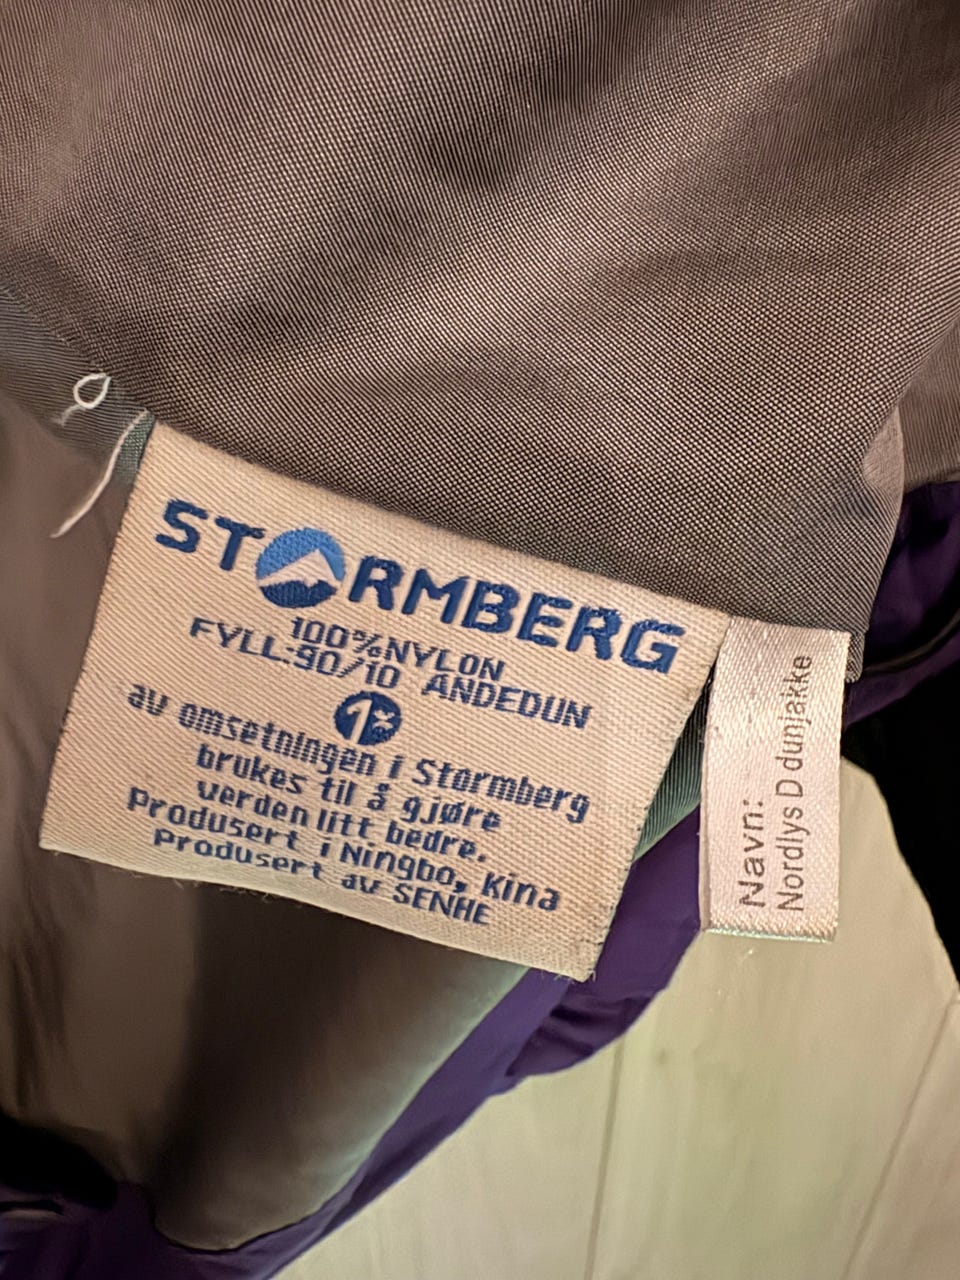 STORMBERG
100%NYLON
FYLL:90/10 ANDEDUN
1%
av omsetningen i Stormberg
brukes til å gjøre
verden litt bedre.
Produsert i Ningbo, Kina
Produsert av SENHE
Navn:
Nordlys D dunjakke